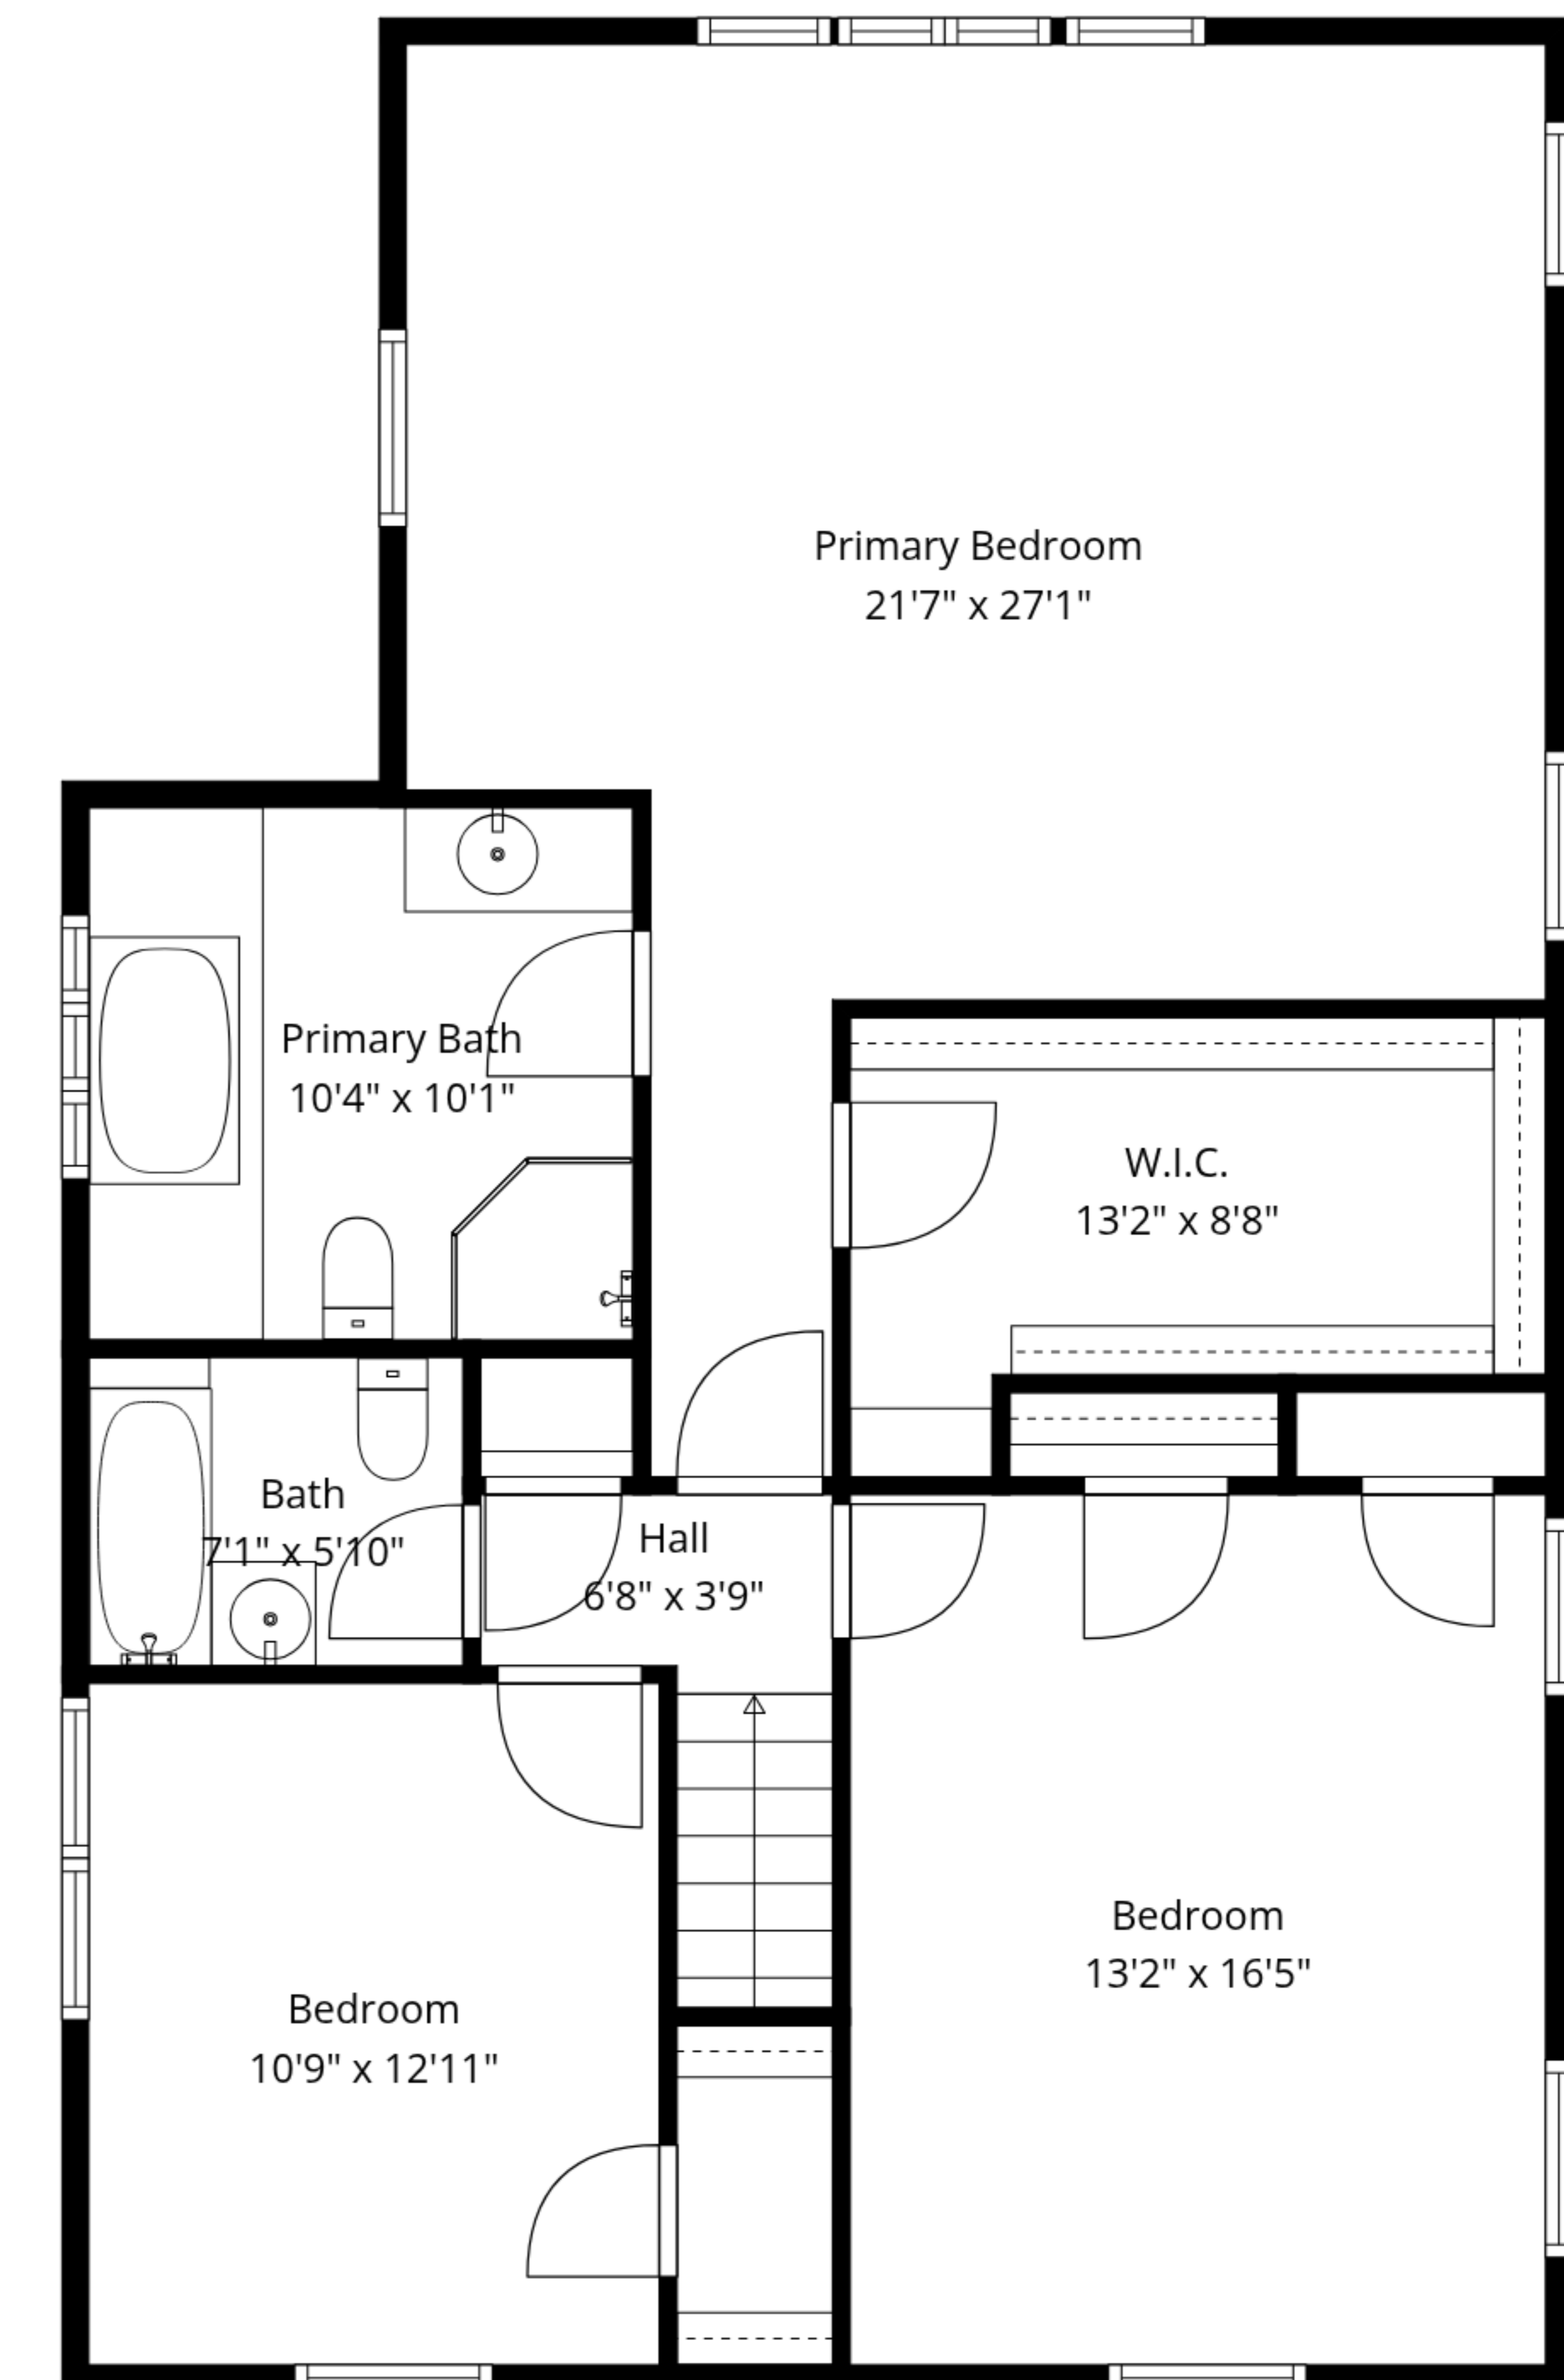 Primary Bedroom
21'7" x 27'1"
Primary Bath
10'4" x 10'1"
W.I.C.
13'2" x 8'8"
Bath
7'1" x 5'10"
Hall
6'8" x 3'9"
Bedroom
13'2" x 16'5"
Bedroom
10'9" x 12'11"